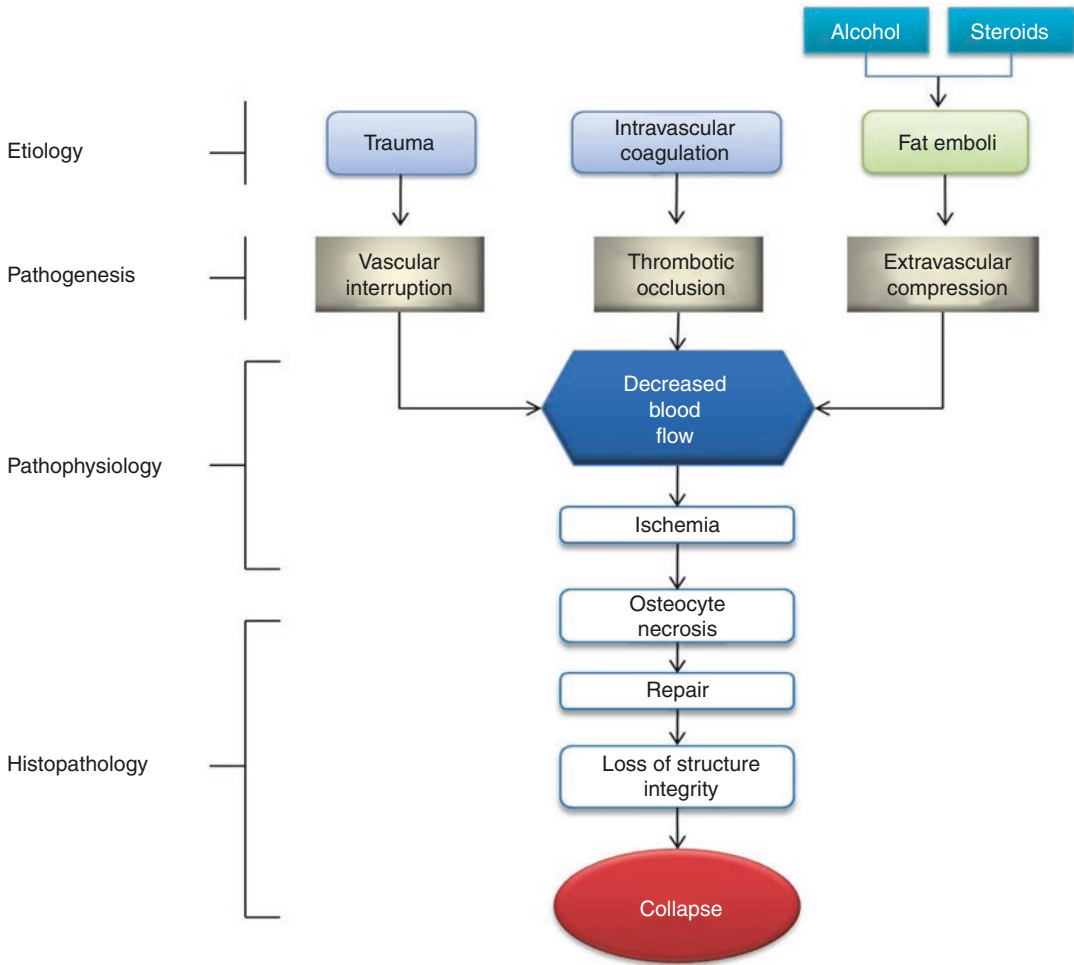 Alcohol
Steroids
Etiology
Trauma
Intravascular
coagulation
Fat emboli
Pathogenesis
Vascular
interruption
Thrombotic
occlusion
Extravascular
compression
Pathophysiology
Decreased
blood
flow
Ischemia
Histopathology
Osteocyte
necrosis
Repair
Loss of structure
integrity
Collapse